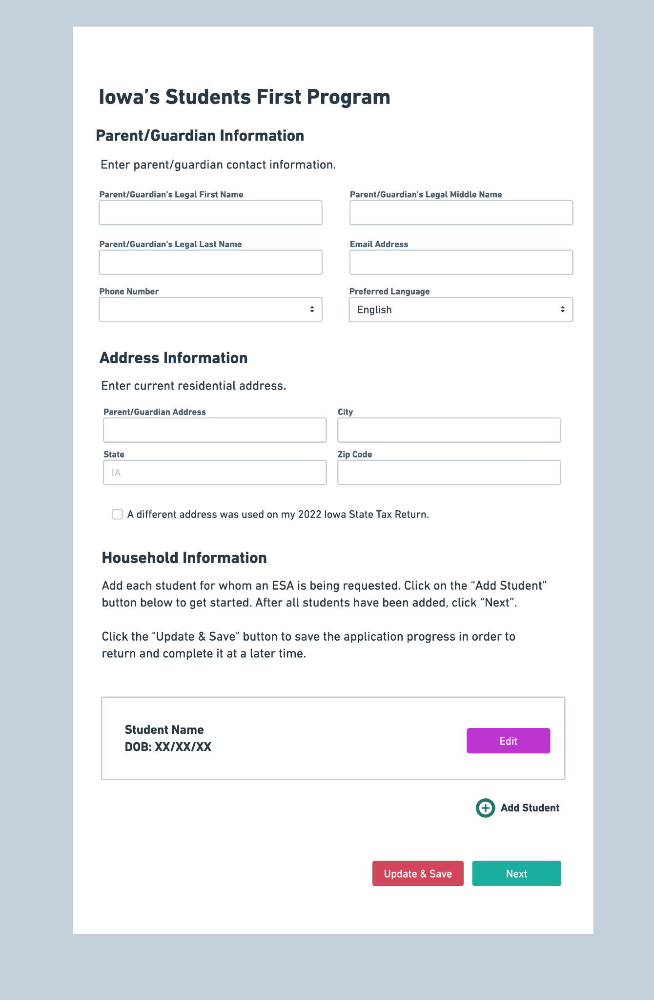 Iowa’s Students First Program
Parent/Guardian Information
Enter parent/guardian contact information.
Parent/Guardian's Legal First Name
Parent/Guardian's Legal Middle Name
Parent/Guardian's Legal Last Name
Email Address
Phone Number
Preferred Language
English
Address Information
Enter current residential address.
Parent/Guardian Address
City
State
Zip Code
IA
A different address was used on my 2022 Iowa State Tax Return.
Household Information
Add each student for whom an ESA is being requested. Click on the “Add Student”
button below to get started. After all students have been added, click “Next”.
Click the "Update & Save" button to save the application progress in order to
return and complete it at a later time.
Student Name
DOB: XX/XX/XX
Edit
Add Student
Update & Save
Next